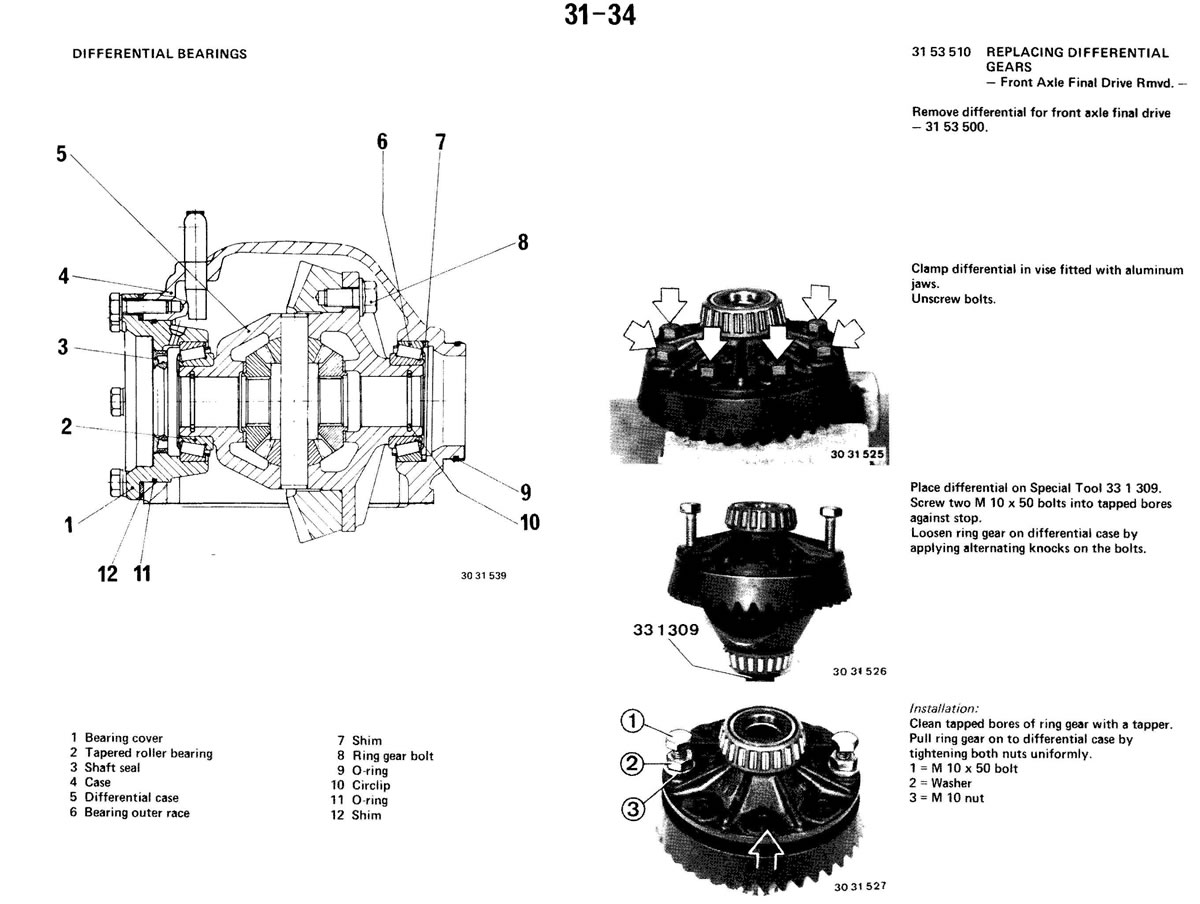 31-34
DIFFERENTIAL BEARINGS
5
6
7
8
4
3
2
1
12 11
9
10
30 31 539
1 Bearing cover
2 Tapered roller bearing
3 Shaft seal
4 Case
5 Differential case
6 Bearing outer race
7 Shim
8 Ring gear bolt
9 O-ring
10 Circlip
11 O-ring
12 Shim
31 53 510 REPLACING DIFFERENTIAL
GEARS
– Front Axle Final Drive Rmvd. –
Remove differential for front axle final drive
– 31 53 500.
Clamp differential in vise fitted with aluminum
jaws.
Unscrew bolts.
30 31 525
Place differential on Special Tool 33 1 309.
Screw two M 10 x 50 bolts into tapped bores
against stop.
Loosen ring gear on differential case by
applying alternating knocks on the bolts.
33 1 309
30 31 526
Installation:
Clean tapped bores of ring gear with a tapper.
Pull ring gear on to differential case by
tightening both nuts uniformly.
1 = M 10 x 50 bolt
2 = Washer
3 = M 10 nut
1
2
3
30 31 527